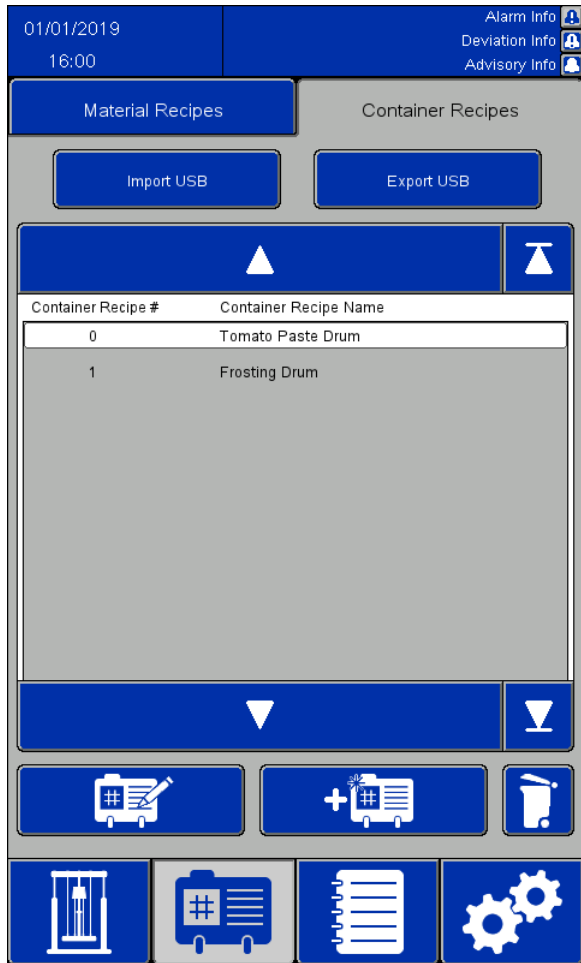 01/01/2019
16:00
Alarm Info
Deviation Info
Advisory Info
Material Recipes
Container Recipes
Import USB
Export USB
Container Recipe #
Container Recipe Name
0
Tomato Paste Drum
1
Frosting Drum
#
+ #
#